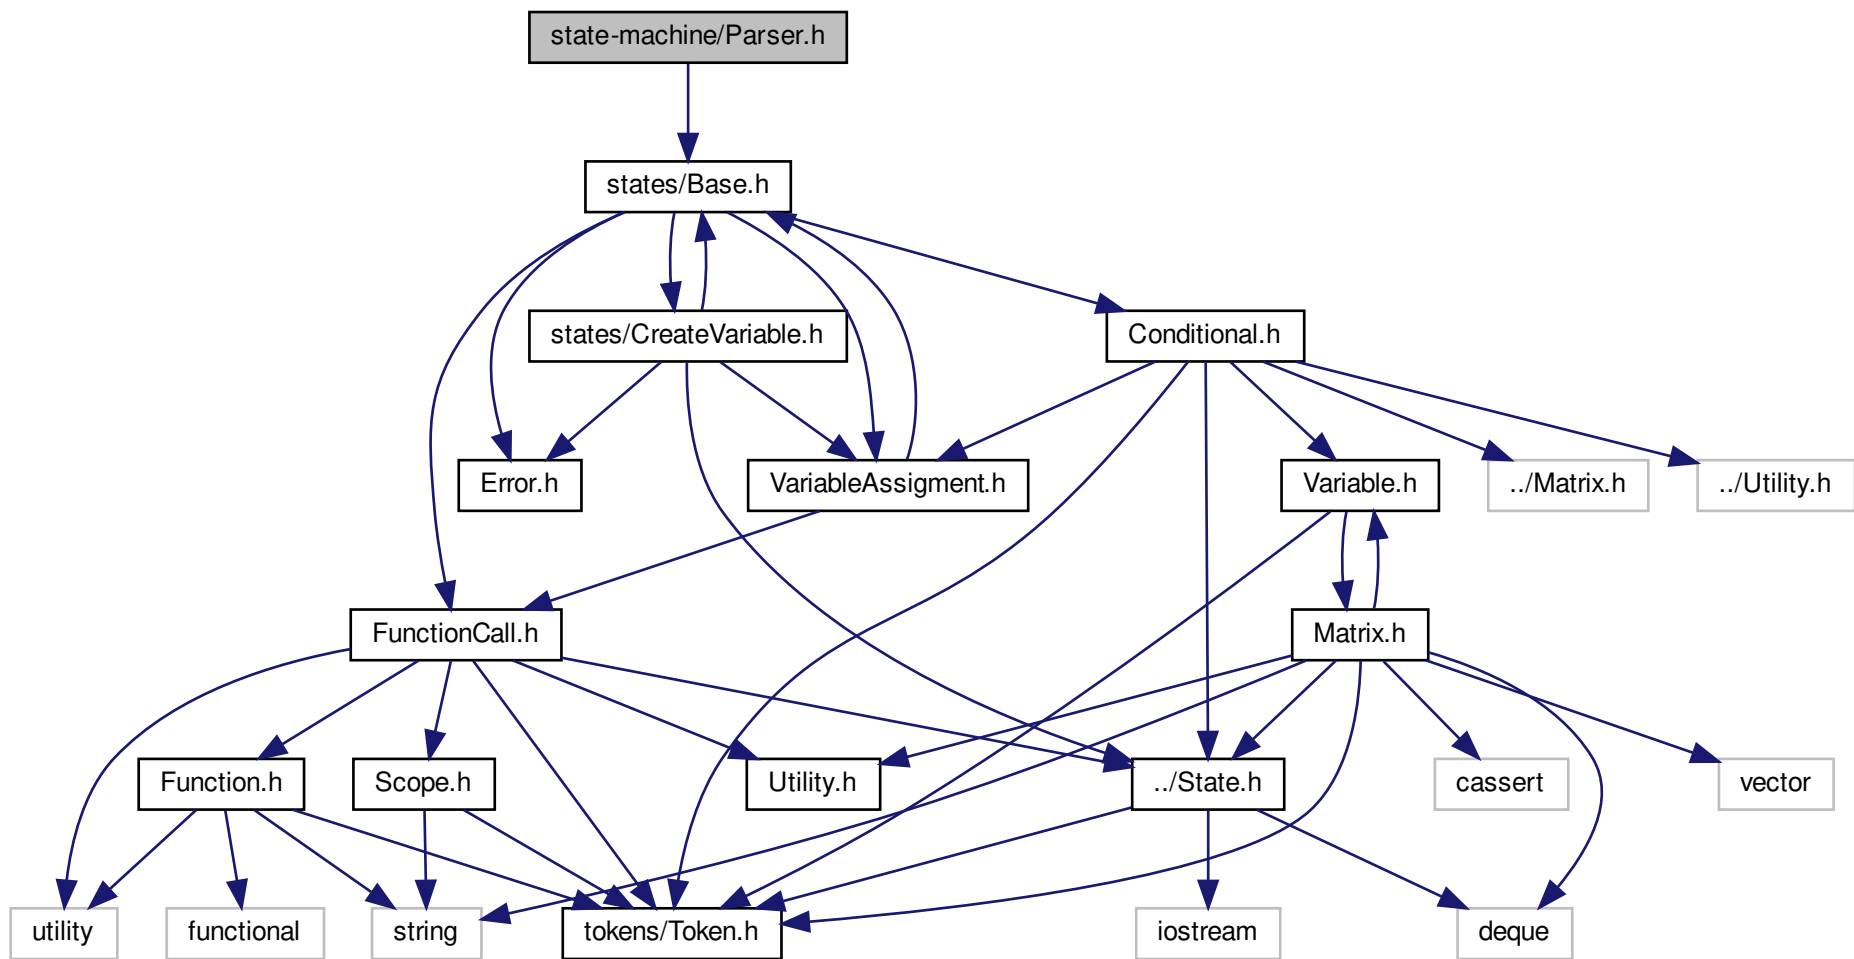 state-machine/Parser.h
states/Base.h
states/CreateVariable.h
Conditional.h
Error.h
VariableAssigment.h
Variable.h
../Matrix.h
../Utility.h
FunctionCall.h
Matrix.h
Function.h
Scope.h
Utility.h
../State.h
cassert
vector
utility
functional
string
tokens/Token.h
iostream
deque